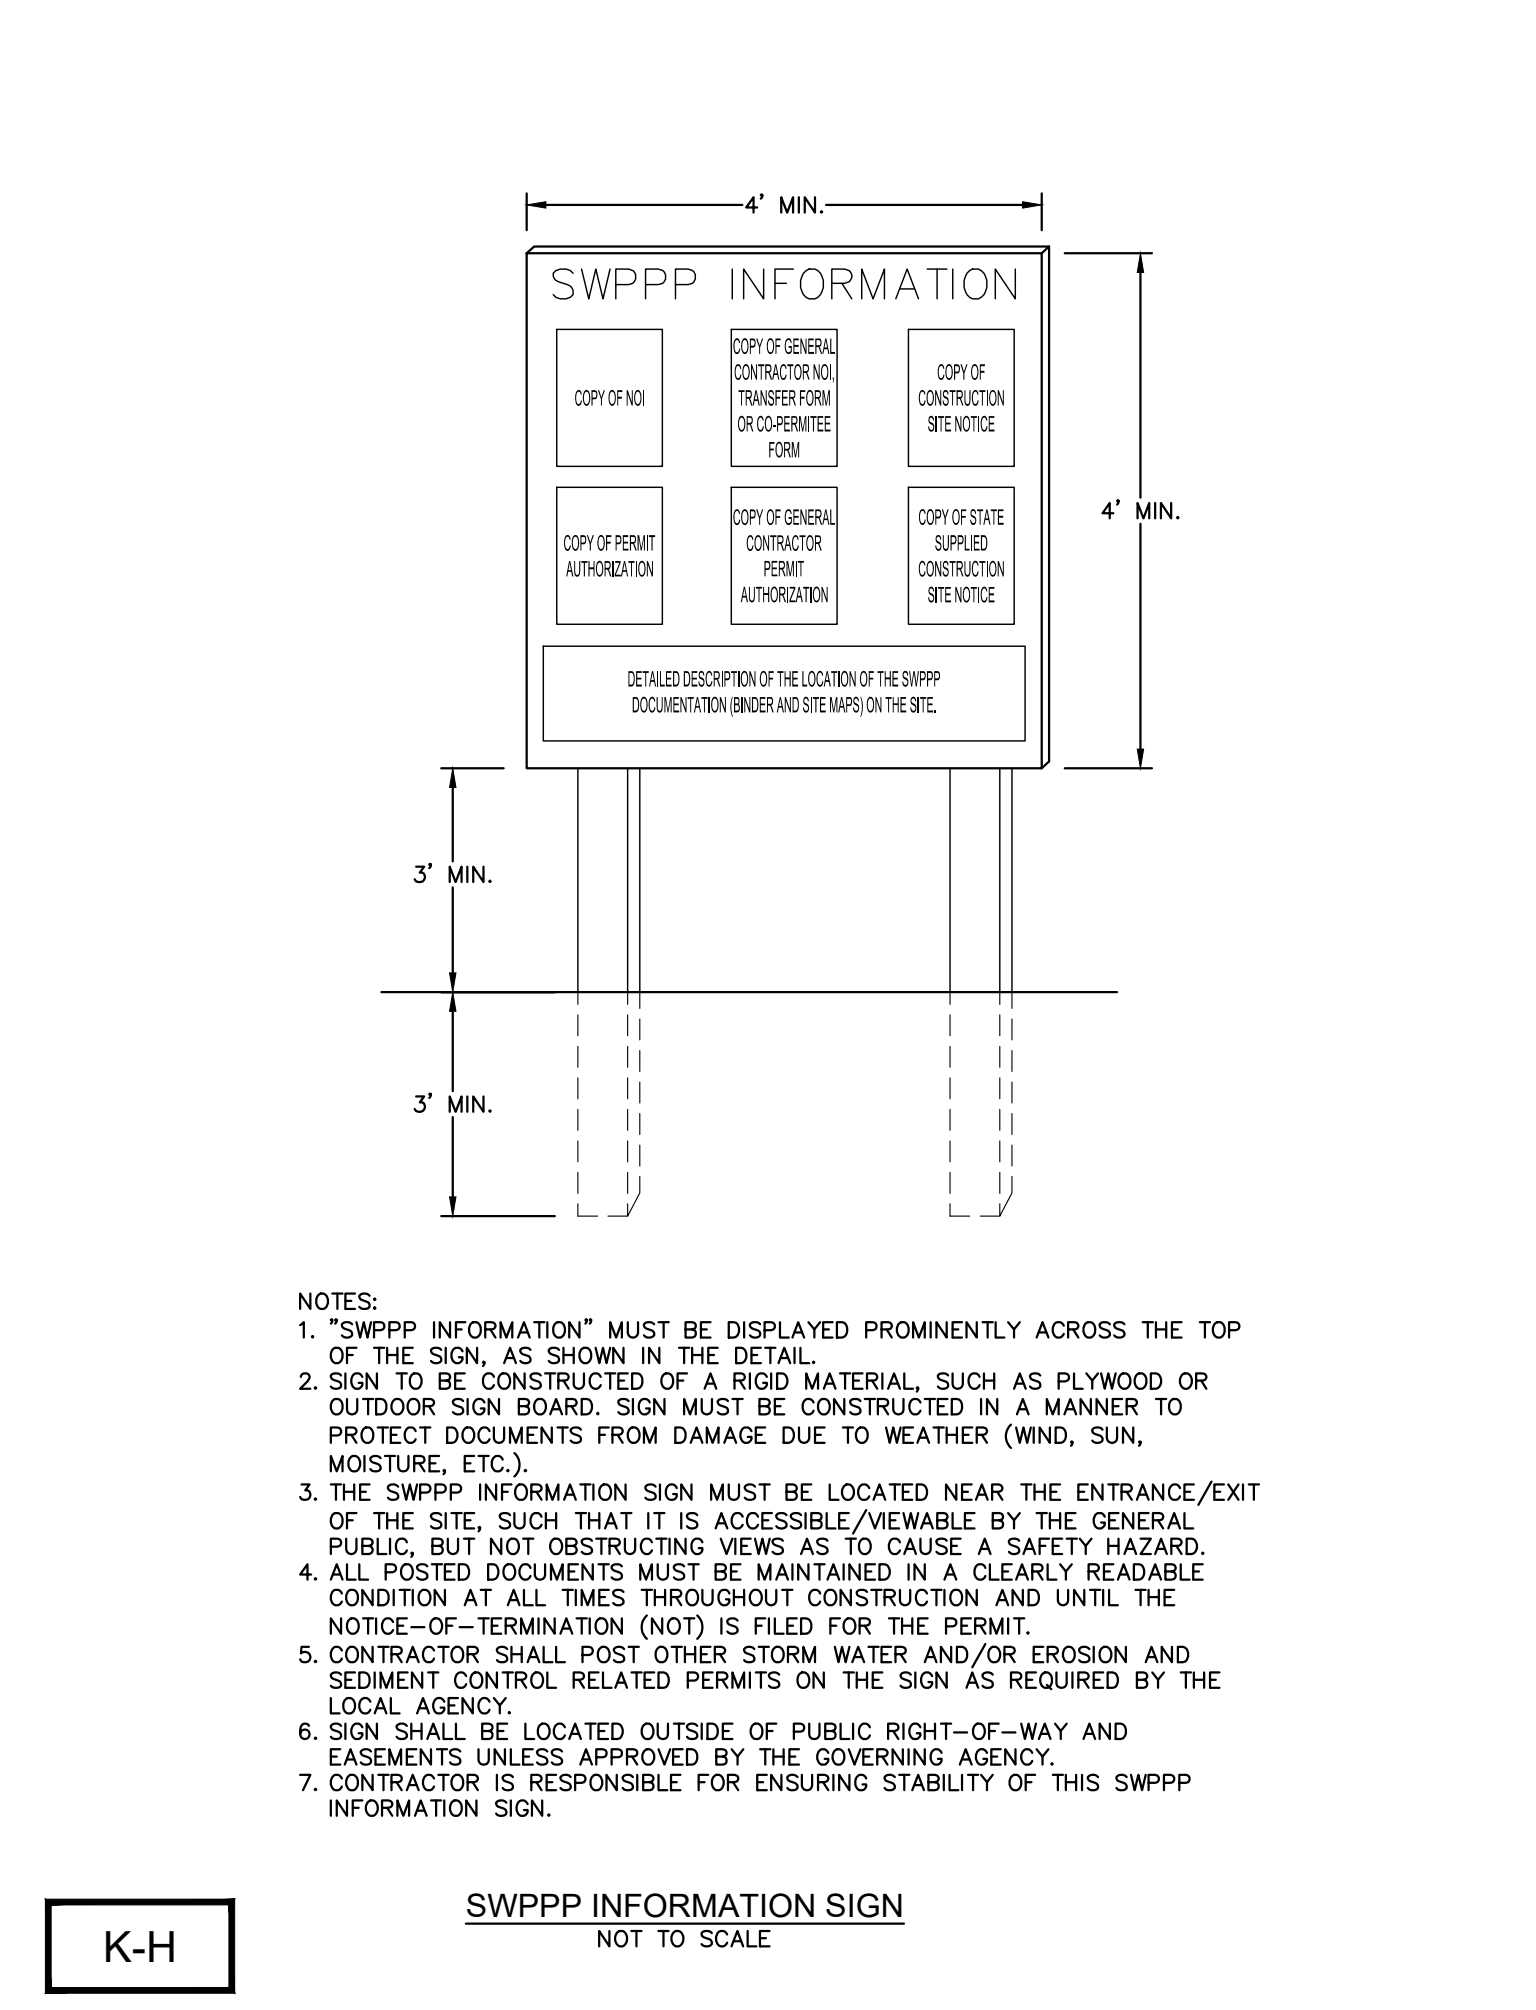 4' MIN.
SWPPP INFORMATION
COPY OF NOI
COPY OF GENERAL
CONTRACTOR NOI,
TRANSFER FORM
OR CO-PERMITEE
FORM
COPY OF
CONSTRUCTION
SITE NOTICE
4' MIN.
COPY OF PERMIT
AUTHORIZATION
COPY OF GENERAL
CONTRACTOR
PERMIT
AUTHORIZATION
COPY OF STATE
SUPPLIED
CONSTRUCTION
SITE NOTICE
DETAILED DESCRIPTION OF THE LOCATION OF THE SWPPP
DOCUMENTATION (BINDER AND SITE MAPS) ON THE SITE.
3' MIN.
3' MIN.
NOTES:
1. "SWPPP INFORMATION" MUST BE DISPLAYED PROMINENTLY ACROSS THE TOP
OF THE SIGN, AS SHOWN IN THE DETAIL.
2. SIGN TO BE CONSTRUCTED OF A RIGID MATERIAL, SUCH AS PLYWOOD OR
OUTDOOR SIGN BOARD. SIGN MUST BE CONSTRUCTED IN A MANNER TO
PROTECT DOCUMENTS FROM DAMAGE DUE TO WEATHER (WIND, SUN,
MOISTURE, ETC.).
3. THE SWPPP INFORMATION SIGN MUST BE LOCATED NEAR THE ENTRANCE/EXIT
OF THE SITE, SUCH THAT IT IS ACCESSIBLE/VIEWABLE BY THE GENERAL
PUBLIC, BUT NOT OBSTRUCTING VIEWS AS TO CAUSE A SAFETY HAZARD.
4. ALL POSTED DOCUMENTS MUST BE MAINTAINED IN A CLEARLY READABLE
CONDITION AT ALL TIMES THROUGHOUT CONSTRUCTION AND UNTIL THE
NOTICE-OF-TERMINATION (NOT) IS FILED FOR THE PERMIT.
5. CONTRACTOR SHALL POST OTHER STORM WATER AND/OR EROSION AND
SEDIMENT CONTROL RELATED PERMITS ON THE SIGN AS REQUIRED BY THE
LOCAL AGENCY.
6. SIGN SHALL BE LOCATED OUTSIDE OF PUBLIC RIGHT-OF-WAY AND
EASEMENTS UNLESS APPROVED BY THE GOVERNING AGENCY.
7. CONTRACTOR IS RESPONSIBLE FOR ENSURING STABILITY OF THIS SWPPP
INFORMATION SIGN.
SWPPP INFORMATION SIGN
NOT TO SCALE
K-H